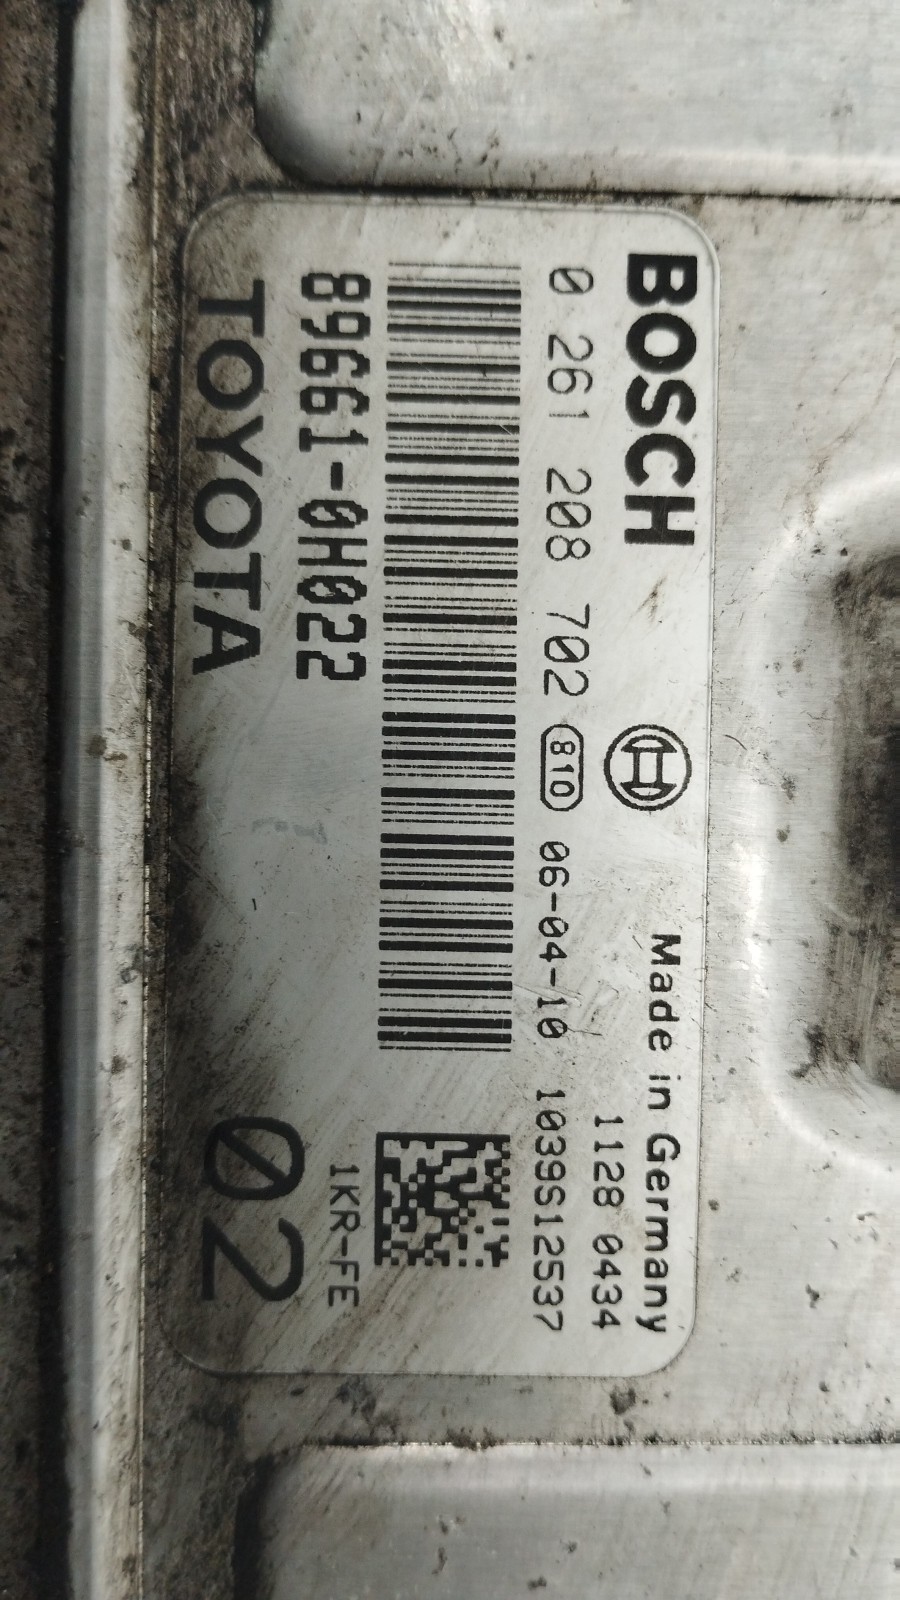 BOSCH
Made in Germany
1128 0434
0 261 208 702 810 06-04-10 1039S12537
89661-0H022
1KR-FE
TOYOTA
02